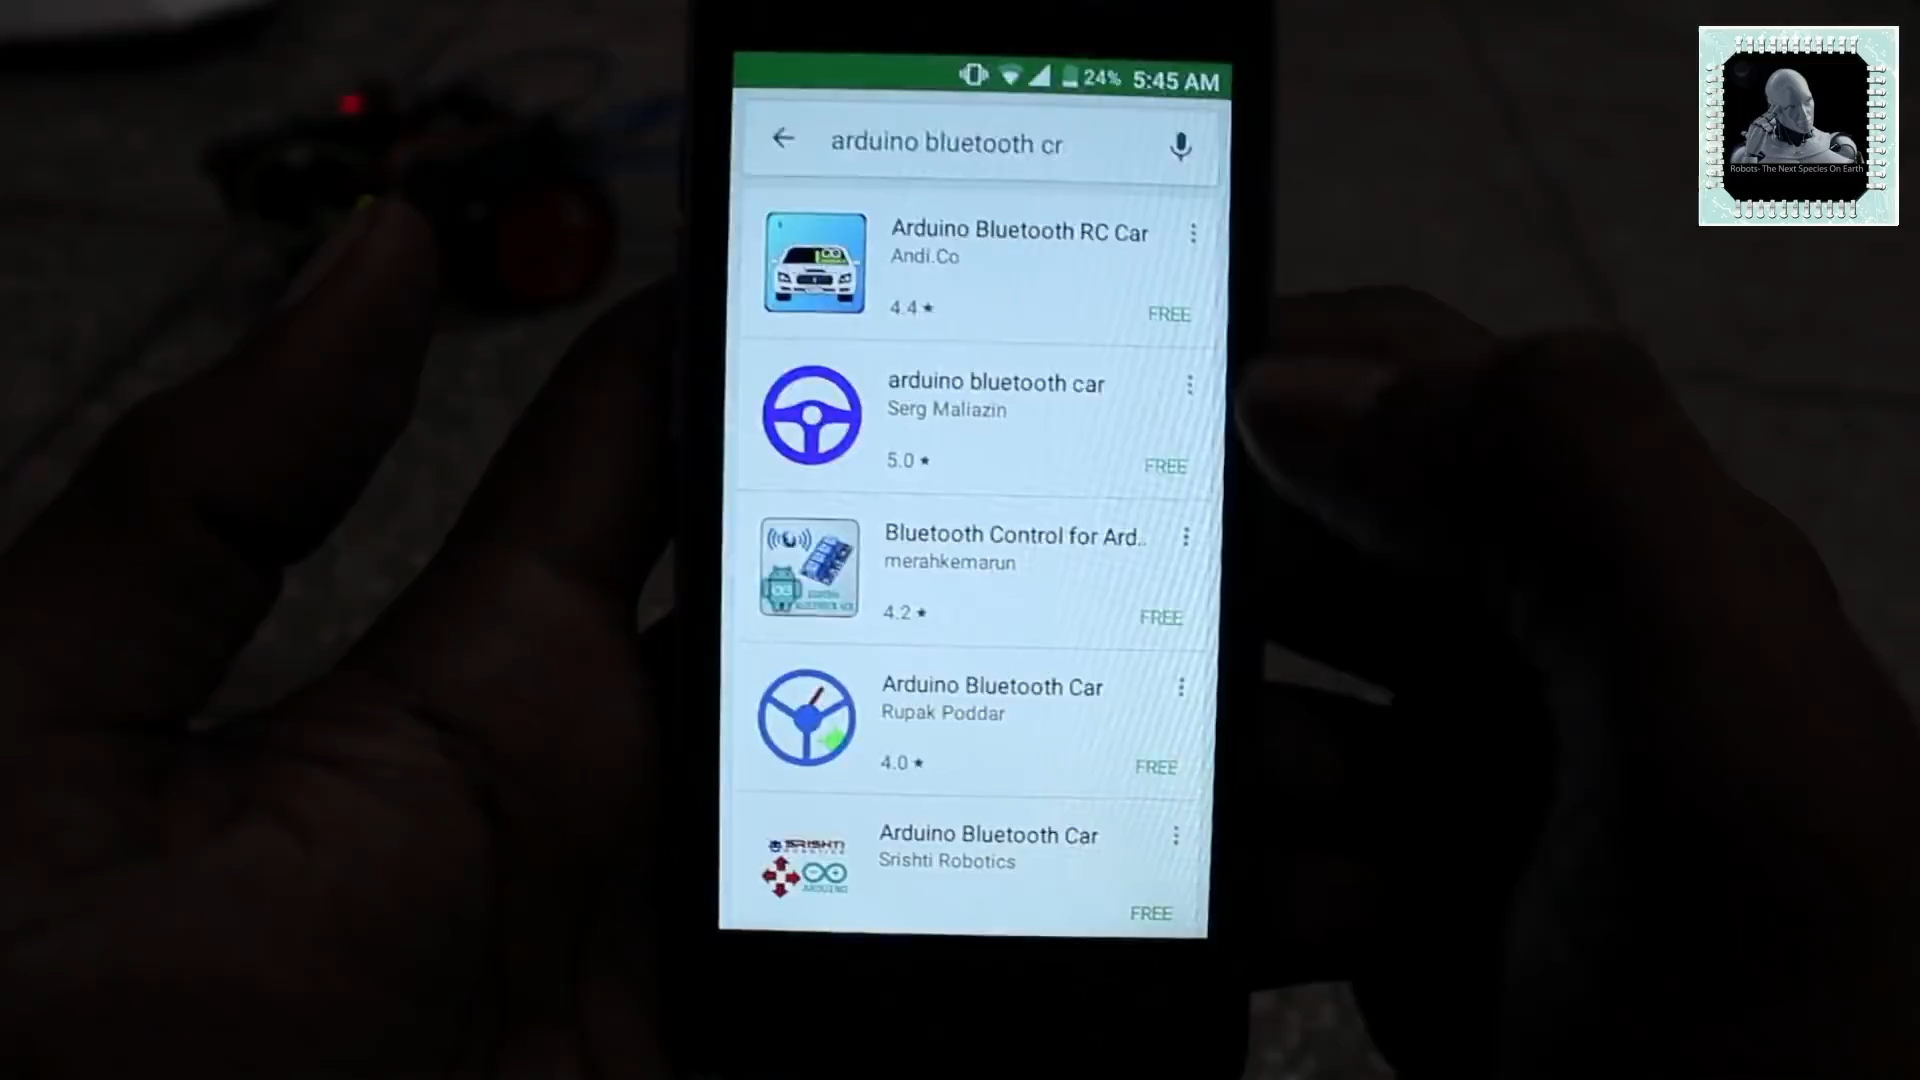 24% 5:45 AM
arduino bluetooth cr
Arduino Bluetooth RC Car
Andi.Co
4.4 ★
FREE
arduino bluetooth car
Serg Maliazin
5.0 ★
FREE
Bluetooth Control for Ard..
merahkemarun
4.2 ★
FREE
Arduino Bluetooth Car
Rupak Poddar
4.0 ★
FREE
SRISHTI
ARDUINO
Arduino Bluetooth Car
Srishti Robotics
FREE
Robots- The Next Species On Earth